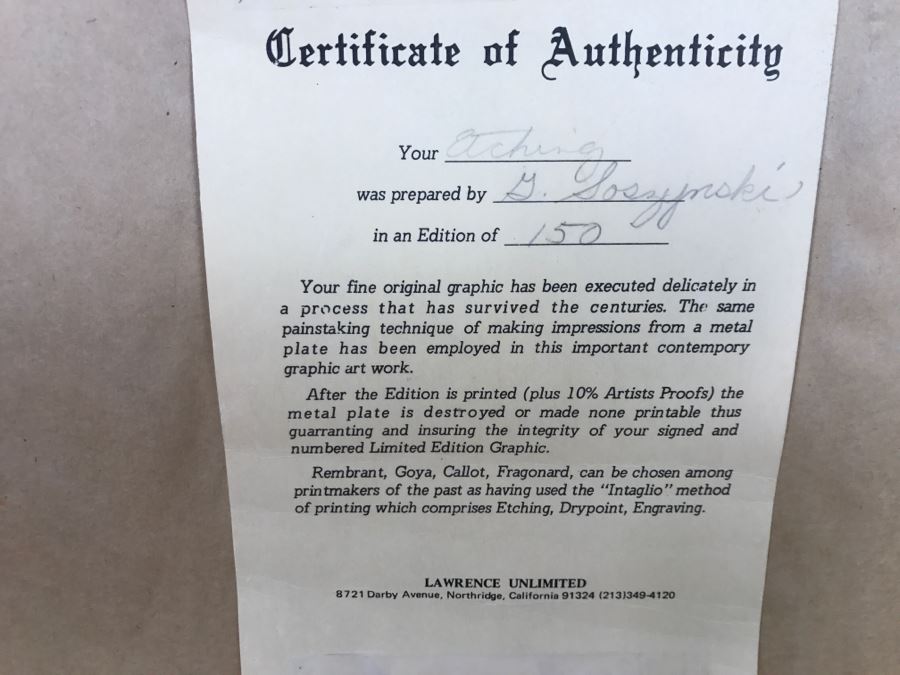 Certificate of Authenticity
Your Etching
was prepared by G. Soszynski
in an Edition of 150
Your fine original graphic has been executed delicately in
a process that has survived the centuries. The same
painstaking technique of making impressions from a metal
plate has been employed in this important contempory
graphic art work.
After the Edition is printed (plus 10% Artists Proofs) the
metal plate is destroyed or made none printable thus
guarranting and insuring the integrity of your signed and
numbered Limited Edition Graphic.
Rembrant, Goya, Callot, Fragonard, can be chosen among
printmakers of the past as having used the "Intaglio" method
of printing which comprises Etching, Drypoint, Engraving.
LAWRENCE UNLIMITED
8721 Darby Avenue, Northridge, California 91324 (213)349-4120